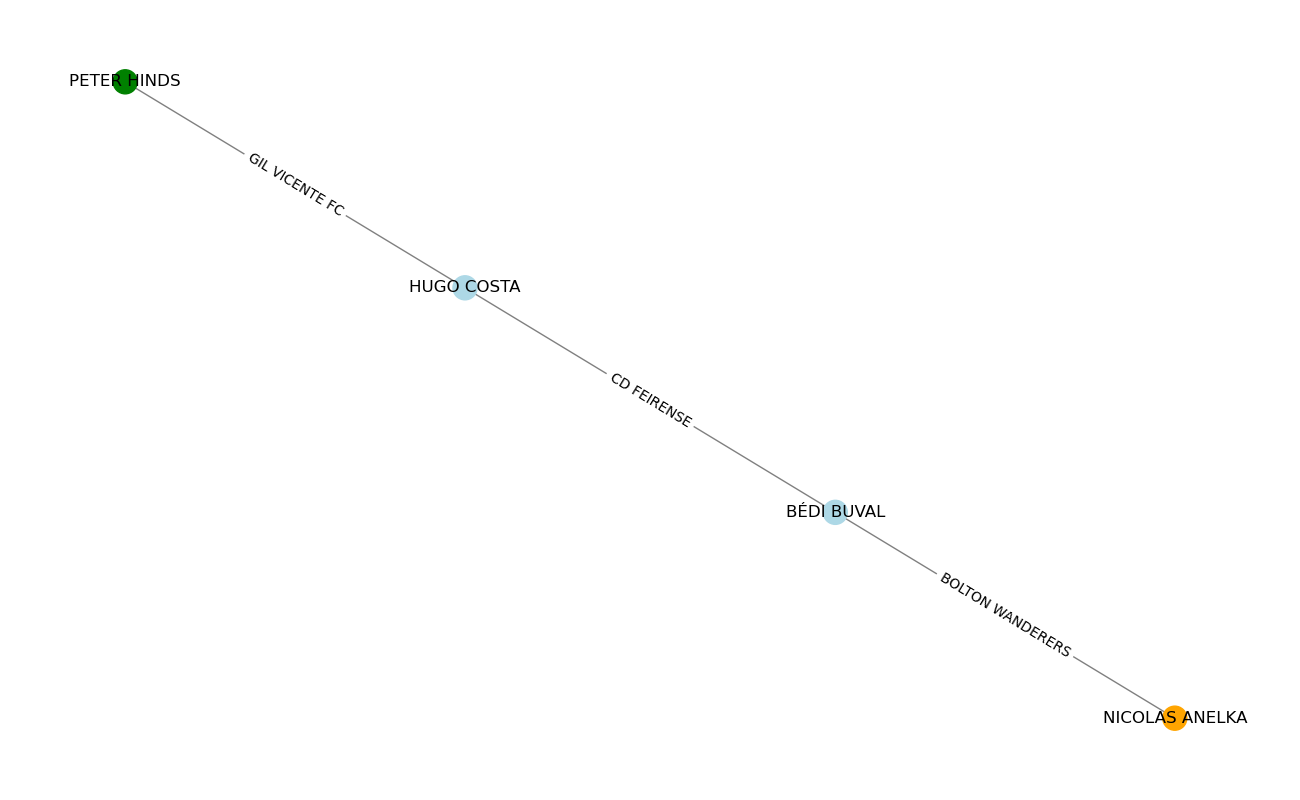 PETER HINDS
GIL VICENTE FC
HUGO COSTA
CD FEIRENSE
BÉDI BUVAL
BOLTON WANDERERS
NICOLAS ANELKA